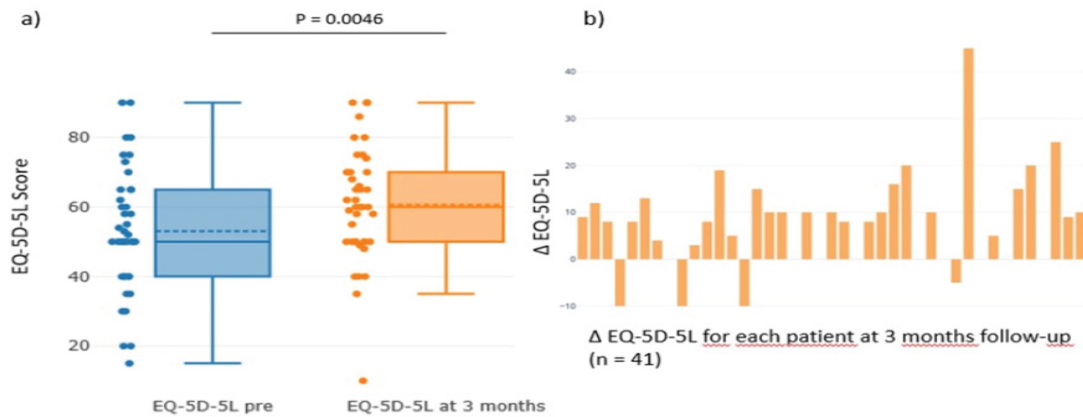 a)
P = 0.0046
EQ-5D-5L Score
80
60
40
20
EQ-5D-5L pre
EQ-5D-5L at 3 months
b)
Δ EQ-5D-5L
40
30
20
10
0
−10
Δ EQ-5D-5L for each patient at 3 months follow-up
(n = 41)